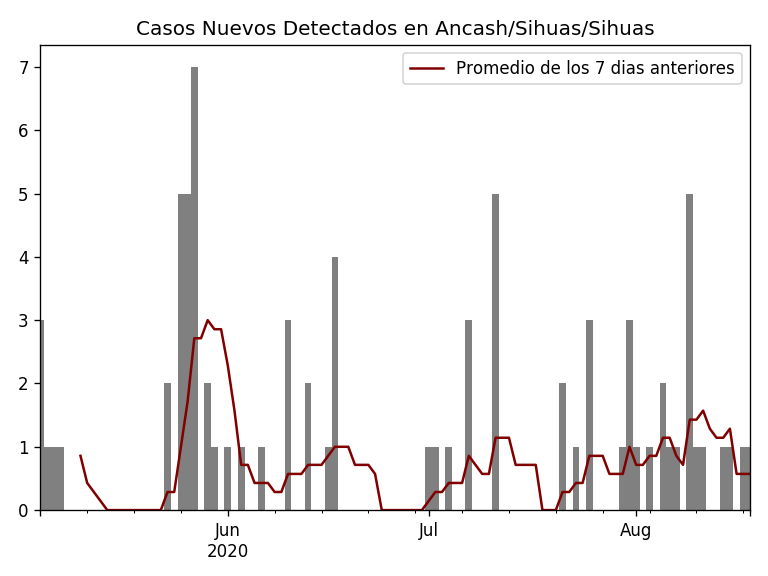 Casos Nuevos Detectados en Ancash/Sihuas/Sihuas
Promedio de los 7 dias anteriores
7
6
5
4
3
2
1
0
Jun
2020
Jul
Aug